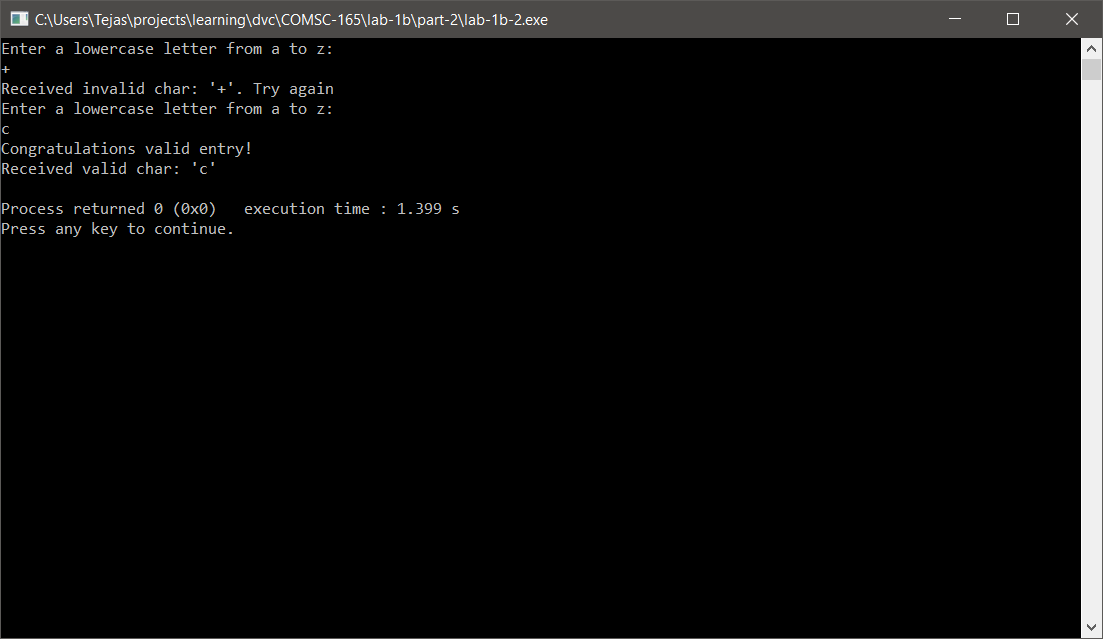 C:\Users\Tejas\projects\learning\dvc\COMSC-165\lab-1b\part-2\lab-1b-2.exe
Enter a lowercase letter from a to z:
+
Received invalid char: '+'. Try again
Enter a lowercase letter from a to z:
c
Congratulations valid entry!
Received valid char: 'c'
Process returned 0 (0x0)   execution time : 1.399 s
Press any key to continue.